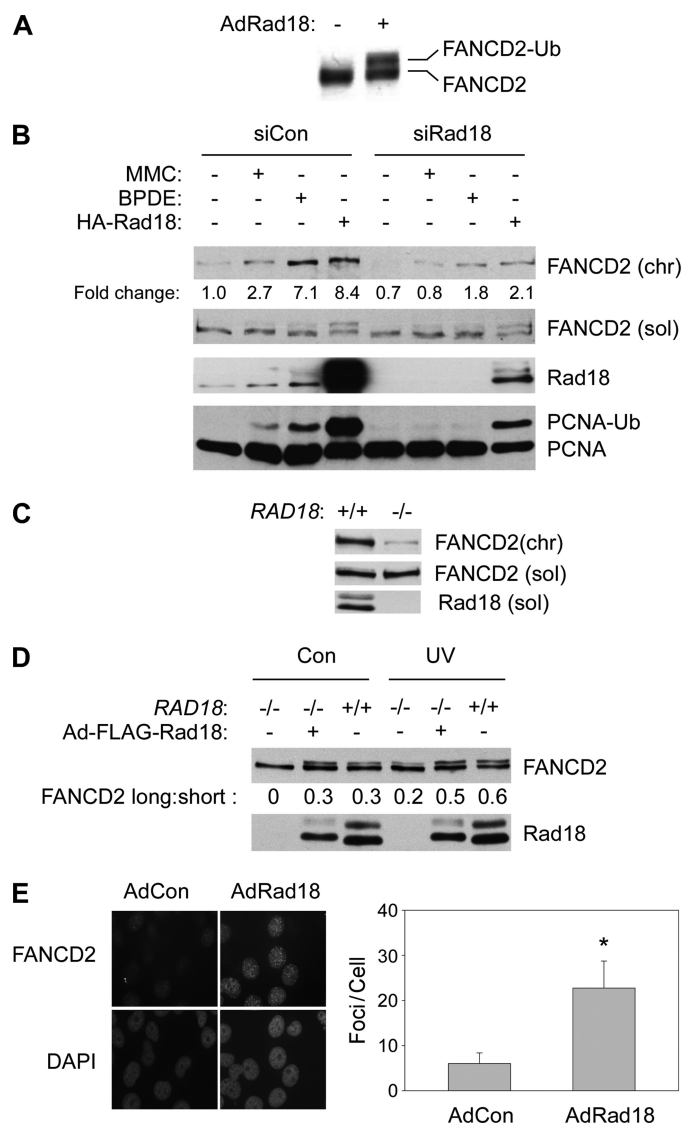 A
AdRad18: - +
FANCD2-Ub
FANCD2
B
siCon siRad18
MMC: - + - - - + - -
BPDE: - - + - - - + -
HA-Rad18: - - - + - - - +
FANCD2 (chr)
Fold change: 1.0 2.7 7.1 8.4 0.7 0.8 1.8 2.1
FANCD2 (sol)
Rad18
PCNA-Ub
PCNA
C
RAD18: +/+ -/-
FANCD2(chr)
FANCD2 (sol)
Rad18 (sol)
D
Con UV
RAD18: -/- -/- +/+ -/- -/- +/+
Ad-FLAG-Rad18: - + - - + -
FANCD2
FANCD2 long:short : 0 0.3 0.3 0.2 0.5 0.6
Rad18
E
AdCon AdRad18
FANCD2
DAPI
Foci/Cell
40
30
20
10
0
*
AdCon AdRad18